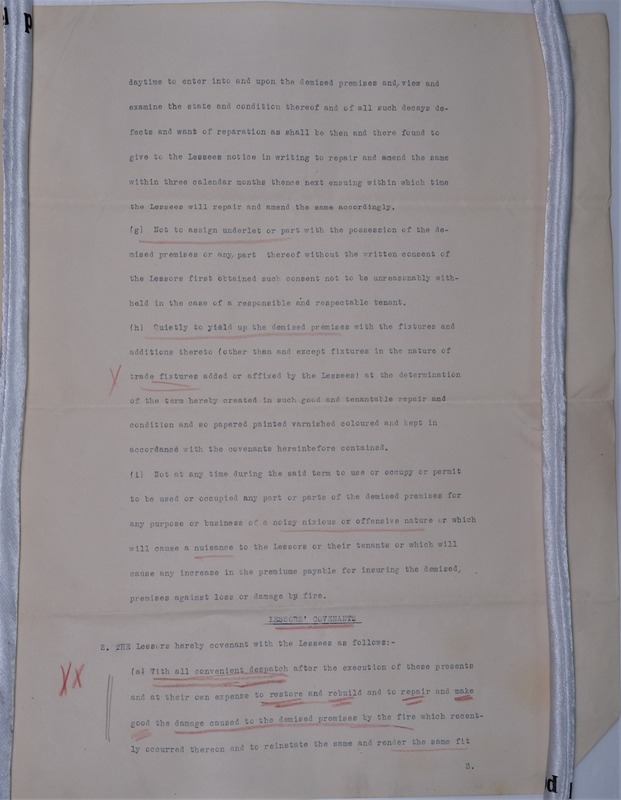 daytime to enter into and upon the demised premises and, view and
examine the state and condition thereof and of all such decays de-
fects and want of reparation as shall be then and there found to
give to the Lessees notice in writing to repair and amend the same
within three calendar months thence next ensuing within which time
the Lessees will repair and amend the same accordingly.
(g) Not to assign underlet or part with the possession of the de-
mised premises or any, part thereof without the written consent of
the Lessors first obtained such consent not to be unreasonably with-
held in the case of a responsible and respectable tenant.
(h) Quietly to yield up the demised premises with the fixtures and
additions thereto (other than and except fixtures in the nature of
trade fixtures added or affixed by the Lessees) at the determination
of the term hereby created in such good and tenantable repair and
condition and so papered painted varnished coloured and kept in
accordance with the covenants hereinbefore contained.
(i) Not at any time during the said term to use or occupy or permit
to be used or occupied any part or parts of the demised premises for
any purpose or business of a noisy nixious or offensive nature or which
will cause a nuisance to the Lessors or their tenants or which will
cause any increase in the premiums payable for insuring the demised,
premises against loss or damage by fire.
LESSORS' COVENANTS
2. THE Lessors hereby covenant with the Lessees as follows:-
(a) With all convenient despatch after the execution of these presents
and at their own expense to restore and rebuild and to repair and make
good the damage caused to the demised premises by the fire which recent-
ly occurred thereon and to reinstate the same and render the same fit
3.